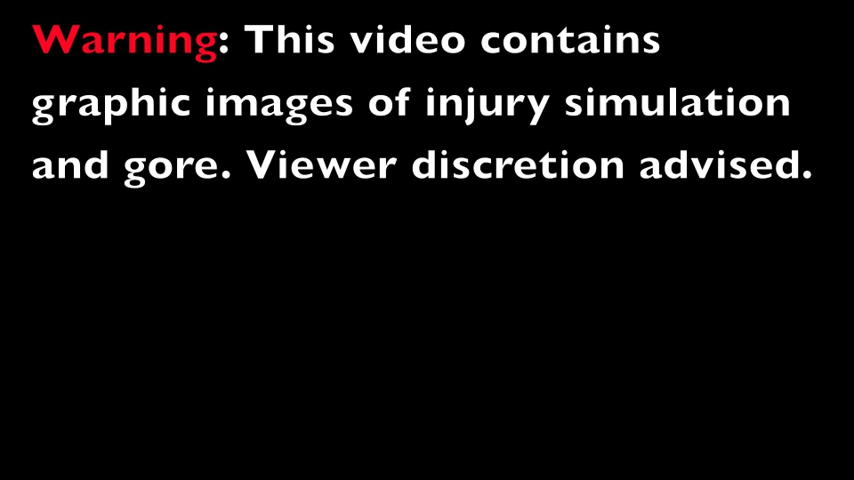 Warning: This video contains
graphic images of injury simulation
and gore. Viewer discretion advised.